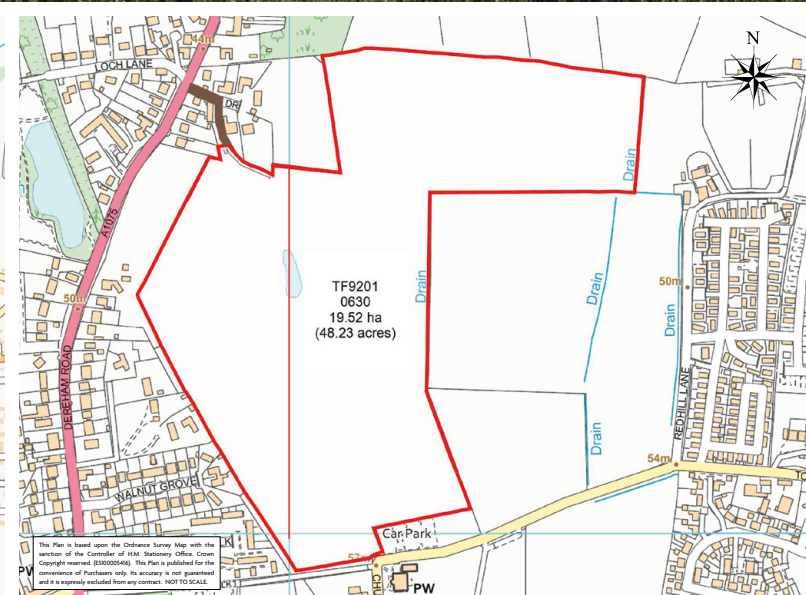 44m
LOCH LANE
N
DR
Drain
A1075
TF9201
0630
19.52 ha
(48.23 acres)
Drain
Drain
50m
Drain
50m
DEREHAM ROAD
REDHILL LANE
Drain
54m
WALNUT GROVE
Car Park
57m
CHU
PW
PW
K
This Plan is based upon the Ordnance Survey Map with the
sanction of the Controller of H.M. Stationery Office. Crown
Copyright reserved. (ESI00005416). This Plan is published for the
convenience of Purchasers only. Its accuracy is not guaranteed
and it is expressly excluded from any contract. NOT TO SCALE.